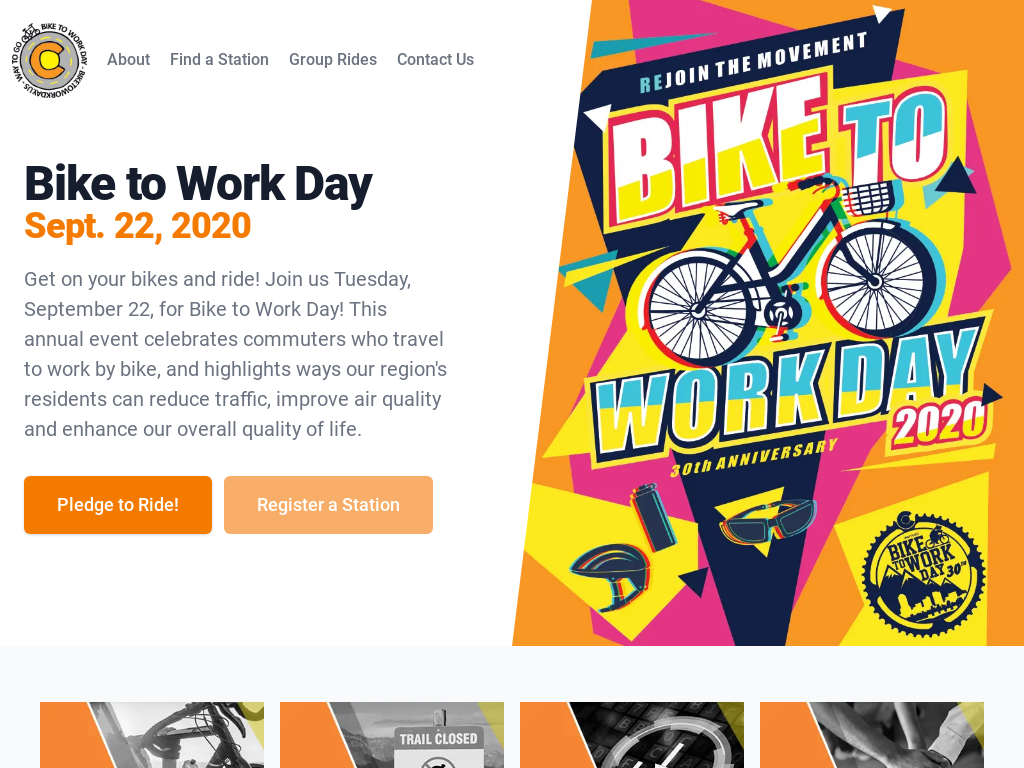 BIKE TO WORK DAY · BIKETOWORKDAY.US · WAY TO GO
About Find a Station Group Rides Contact Us
Bike to Work Day
Sept. 22, 2020
Get on your bikes and ride! Join us Tuesday,
September 22, for Bike to Work Day! This
annual event celebrates commuters who travel
to work by bike, and highlights ways our region's
residents can reduce traffic, improve air quality
and enhance our overall quality of life.
Pledge to Ride! Register a Station
REJOIN THE MOVEMENT
BIKE TO
WORK DAY
2020
30th ANNIVERSARY
BIKE
TO WORK
DAY 30TH
TRAIL CLOSED